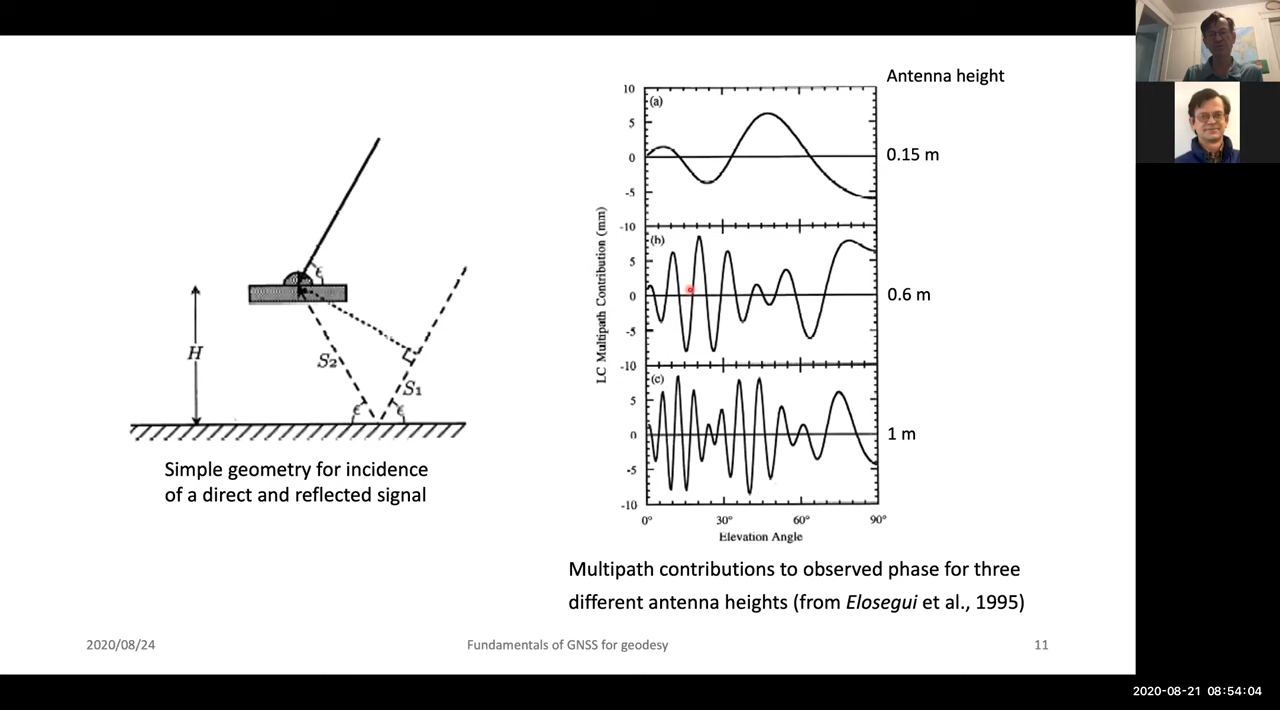 Antenna height
10
(a)
5
0
-5
-10
0.15 m
(b)
5
0
-5
-10
0.6 m
(c)
5
0
-5
-10
1 m
0° 30° 60° 90°
Elevation Angle
LC Multipath Contribution (mm)
ε
H
S2
S1
ε ε
Simple geometry for incidence
of a direct and reflected signal
Multipath contributions to observed phase for three
different antenna heights (from Elosegui et al., 1995)
2020/08/24 Fundamentals of GNSS for geodesy 11
2020-08-21 08:54:04